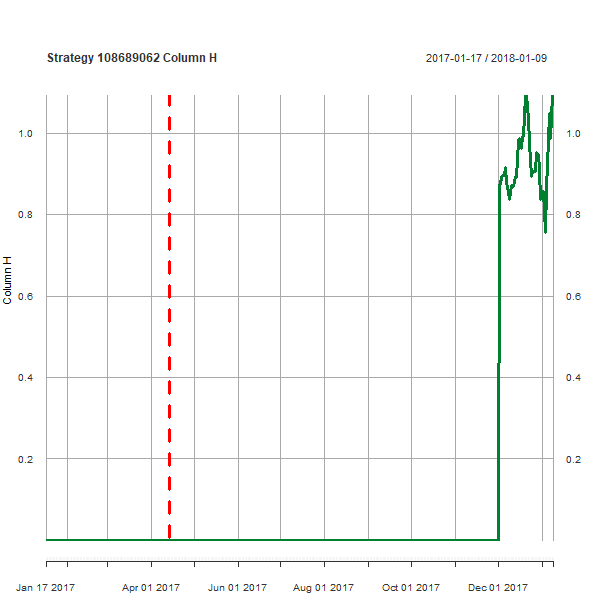 Strategy 108689062 Column H
2017-01-17 / 2018-01-09
1.0 1.0
0.8 0.8
0.6 0.6
0.4 0.4
0.2 0.2
Column H
Jan 17 2017 Apr 01 2017 Jun 01 2017 Aug 01 2017 Oct 01 2017 Dec 01 2017